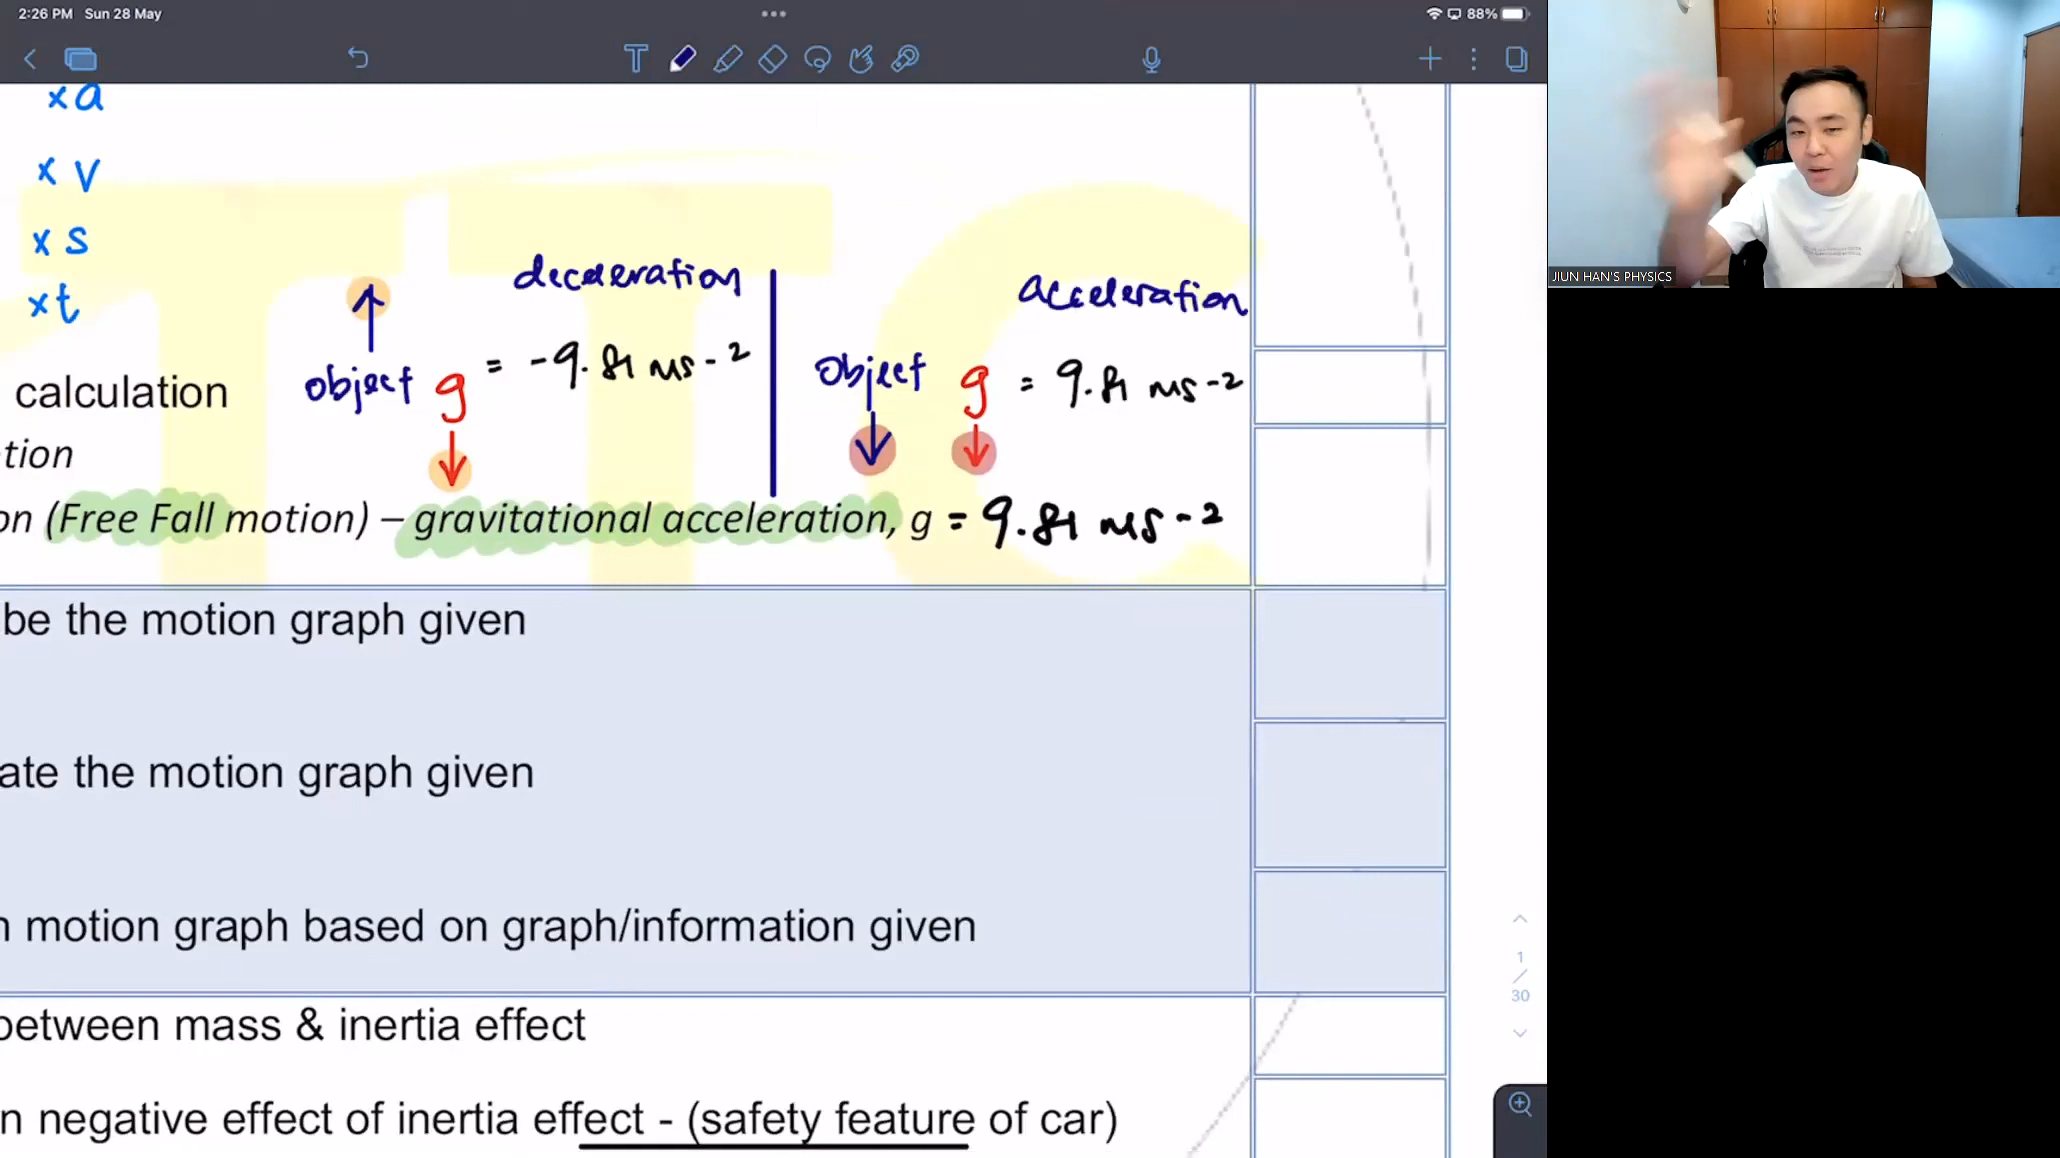 2:26 PM Sun 28 May
88%
T
x a
x v
x s
x t
deceleration
acceleration
object g = -9.81 ms-2
object g = 9.81 ms-2
calculation
tion
on (Free Fall motion) – gravitational acceleration, g = 9.81 ms-2
be the motion graph given
ate the motion graph given
n motion graph based on graph/information given
between mass & inertia effect
n negative effect of inertia effect - (safety feature of car)
1
/
30
JIUN HAN'S PHYSICS